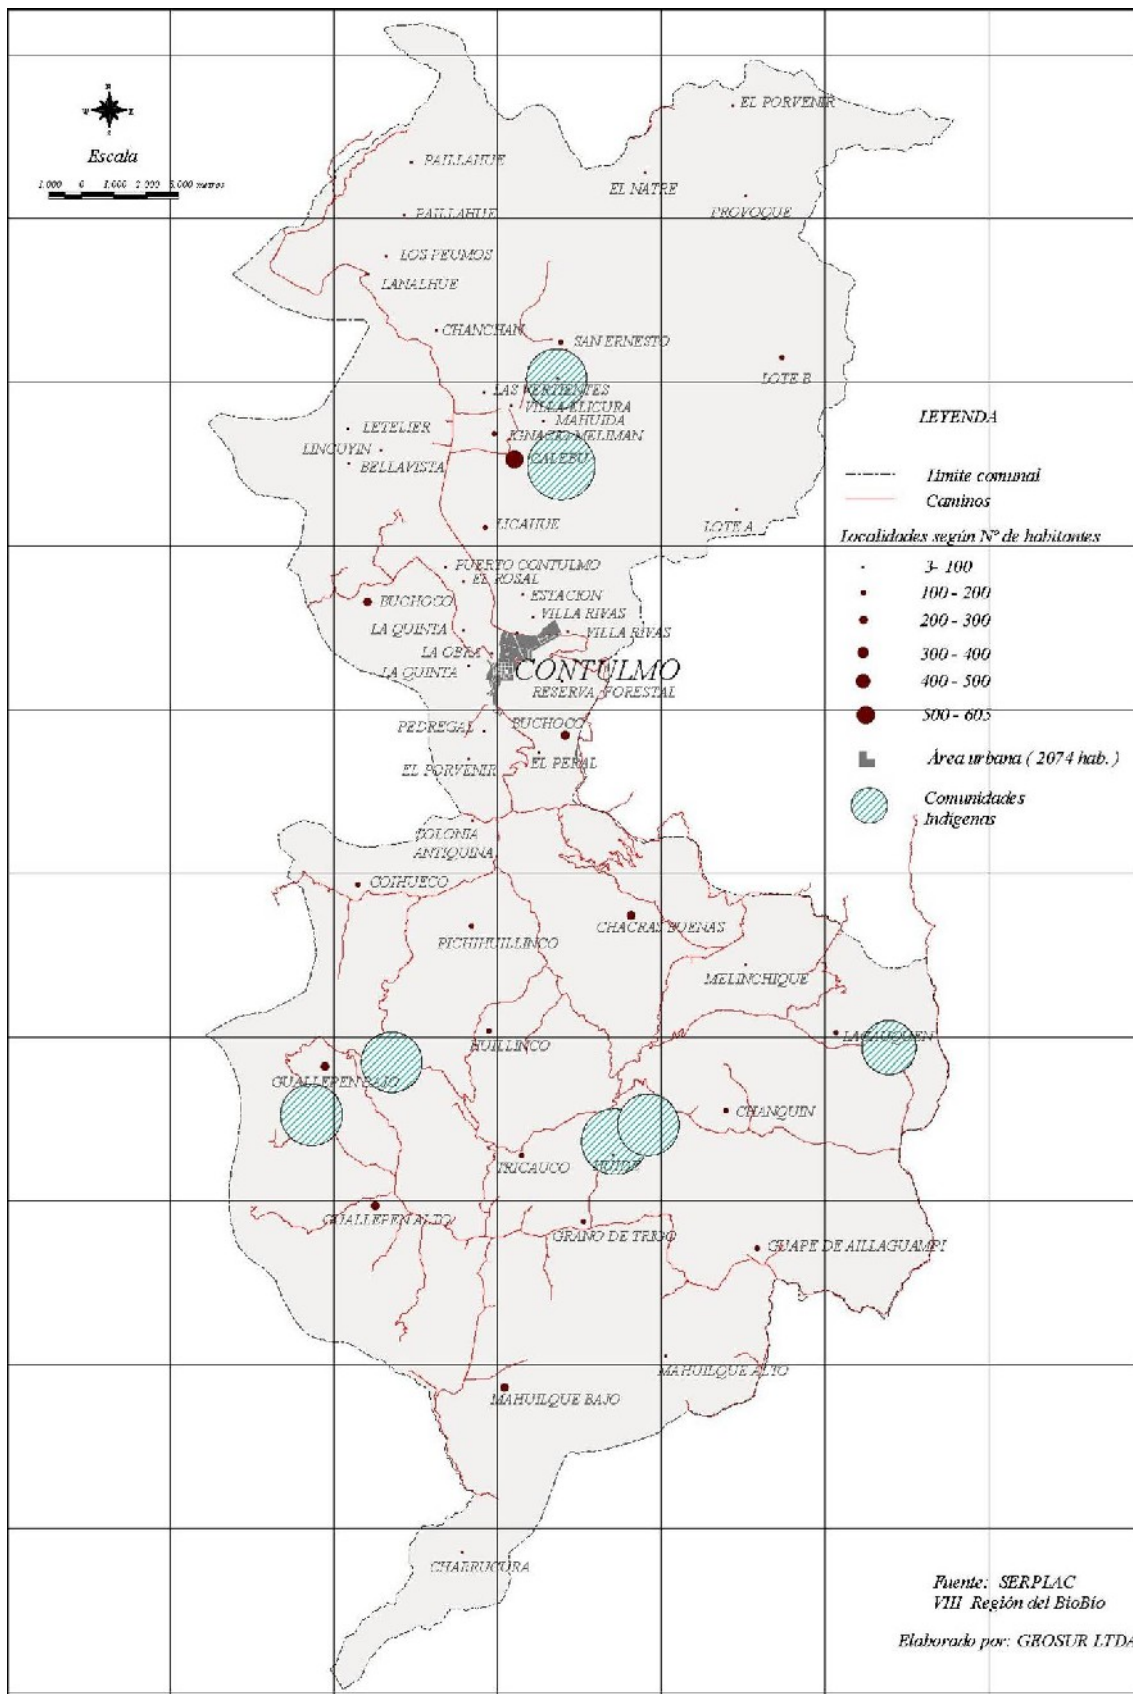 N
W E
S
Escala
1.000 0 1.000 2.000 3.000 metros
EL PORVENIR
PAILLAHUE
EL NATRE
PROVOQUE
PAILLAHUE
LOS PEUMOS
LANALHUE
CHANCHAN
SAN ERNESTO
LOTE B
LAS VERTIENTES
VILLA ELICURA
MAHUIDA
LETELIER
IGNACIO MELIMAN
LINCUYIN
CALEBU
BELLAVISTA
LICAHUE
LOTE A
PUERTO CONTULMO
EL ROSAL
BUCHOCO
ESTACION
VILLA RIVAS
LA QUINTA
VILLA RIVAS
LA OBRA
LA QUINTA
CONTULMO
RESERVA FORESTAL
PEDREGAL
BUCHOCO
EL PORVENIR
EL PERAL
COLONIA
ANTIQUINA
COIHUECO
PICHIHUILLINCO
CHACRAS BUENAS
MELINCHIQUE
HUILLINCO
GUALLEPEN BAJO
CHANQUIN
TRICAUCO
GUALLEPEN ALTO
GRANO DE TRIGO
GUAPE DE AILLAGUAMPI
MAHUILQUE ALTO
MAHUILQUE BAJO
CHARRUCURA
LEYENDA
Límite comunal
Caminos
Localidades según Nº de habitantes
3- 100
100 - 200
200 - 300
300 - 400
400 - 500
500 - 605
Área urbana ( 2074 hab. )
Comunidades
Indígenas
Fuente: SERPLAC
VIII Región del BioBío
Elaborado por: GEOSUR LTDA